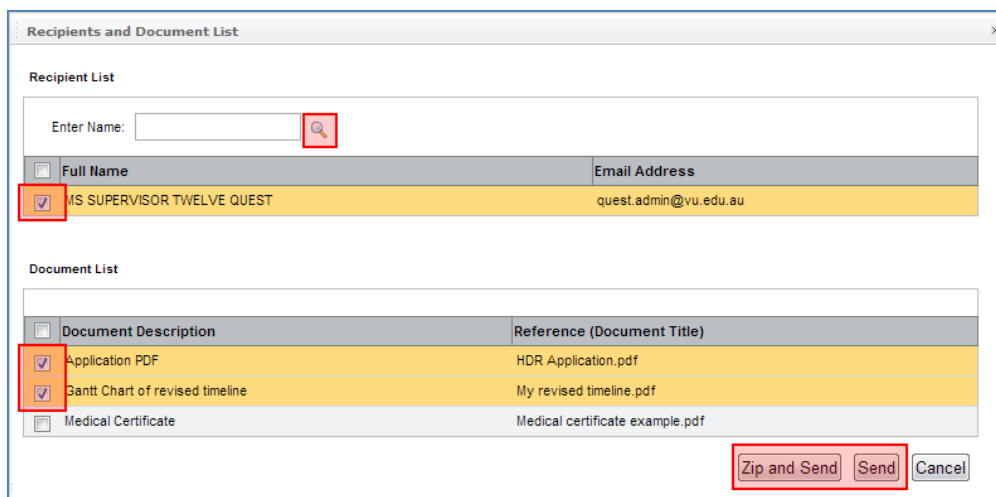 Recipients and Document List
Recipient List
Enter Name:
Full Name Email Address
MS SUPERVISOR TWELVE QUEST quest.admin@vu.edu.au
Document List
Document Description Reference (Document Title)
Application PDF HDR Application.pdf
Gantt Chart of revised timeline My revised timeline.pdf
Medical Certificate Medical certificate example.pdf
Zip and Send Send Cancel